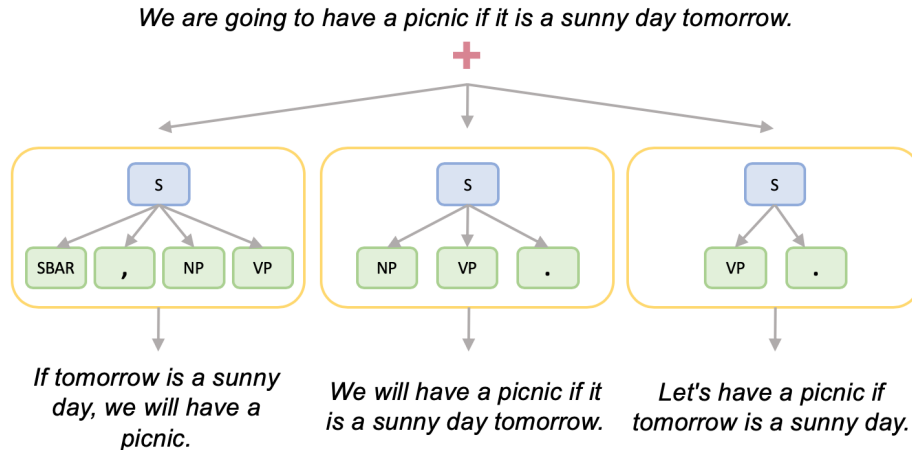 We are going to have a picnic if it is a sunny day tomorrow.
+
S
SBAR , NP VP
If tomorrow is a sunny
day, we will have a
picnic.
S
NP VP .
We will have a picnic if it
is a sunny day tomorrow.
S
VP .
Let's have a picnic if
tomorrow is a sunny day.